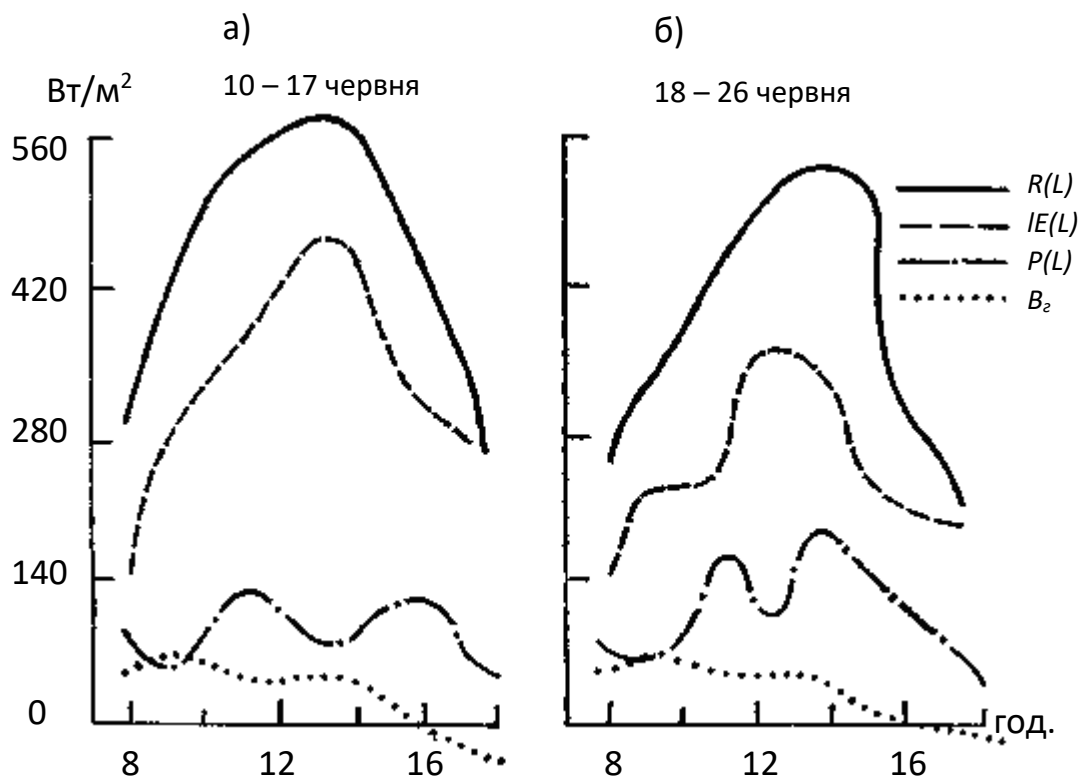 а)
б)
Вт/м²
10 – 17 червня
18 – 26 червня
560
420
280
140
0
R(L)
lE(L)
P(L)
Bг
8
12
16
8
12
16
год.